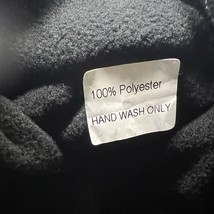 100% Polyester
HAND WASH ONLY